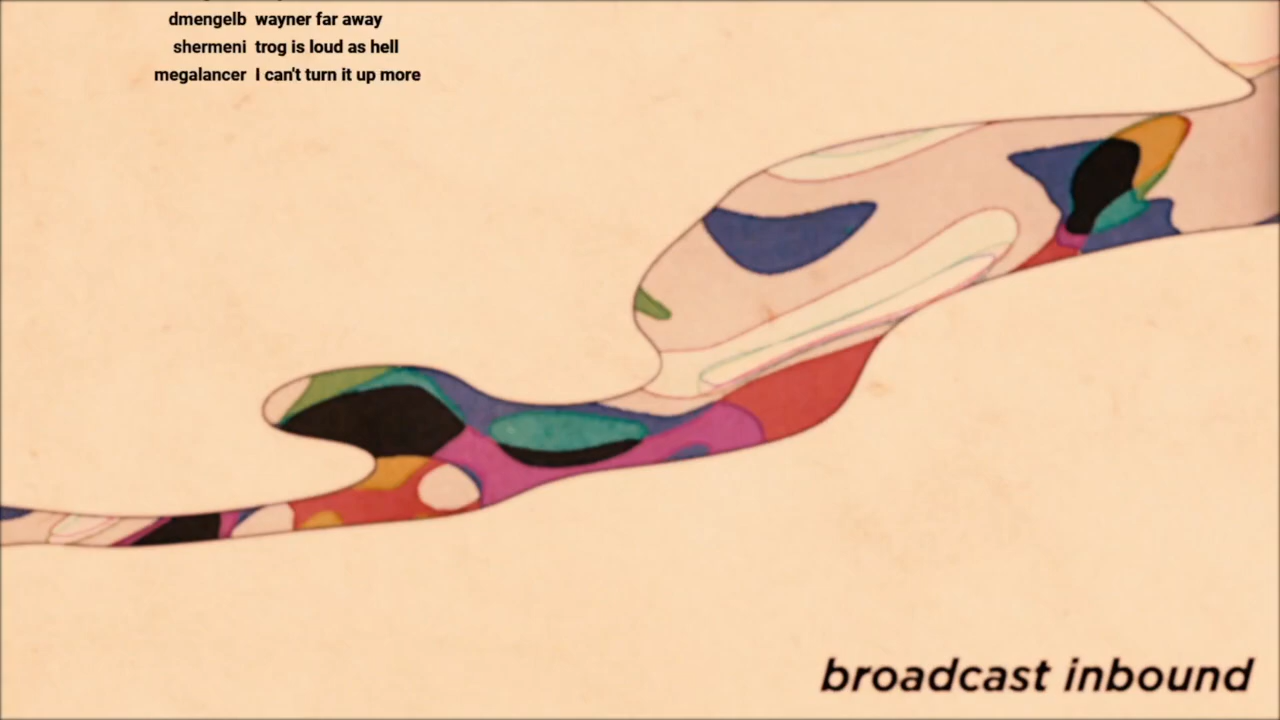 dmengelb wayner far away
shermeni trog is loud as hell
megalancer I can't turn it up more
broadcast inbound